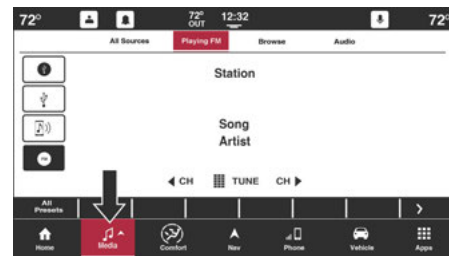 72° 72° OUT 12:32 72°
All Sources Playing FM Browse Audio
Station
Song
Artist
CH TUNE CH
All Presets
Home Media Comfort Nav Phone Vehicle Apps